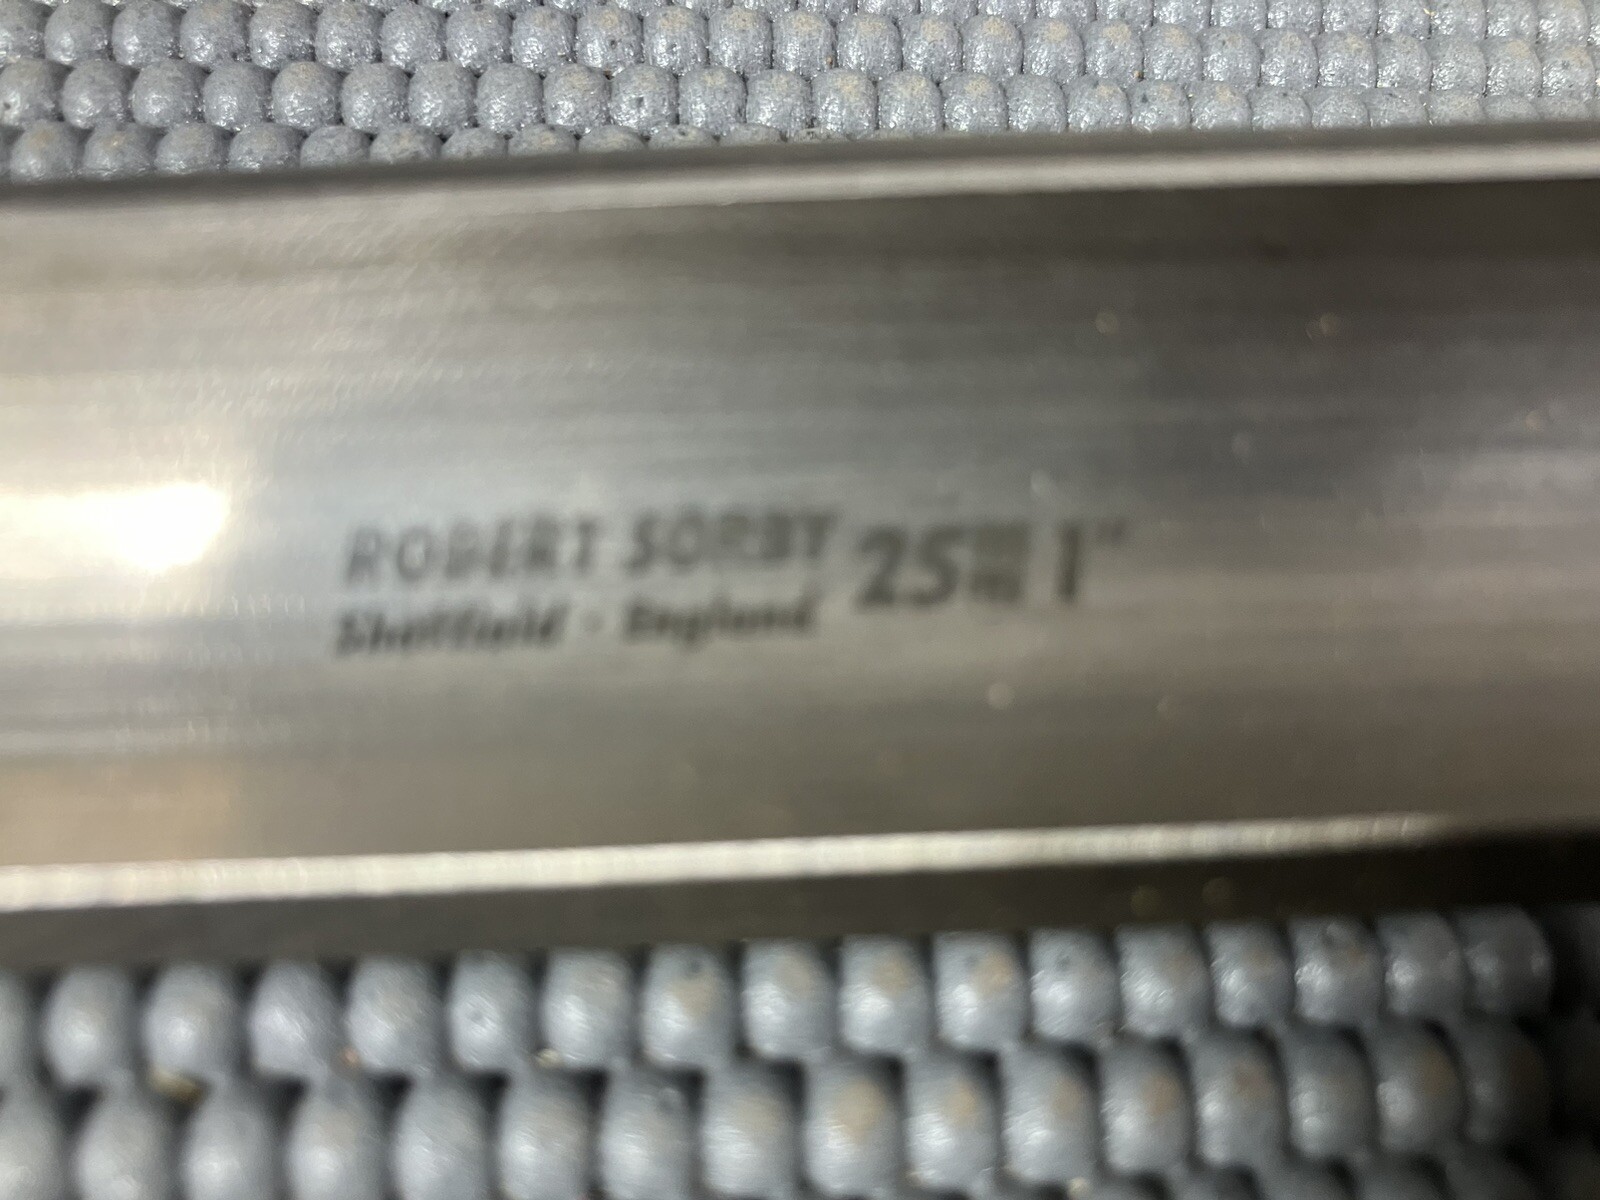 ROBERT SORBY 25mm 1"
Sheffield · England